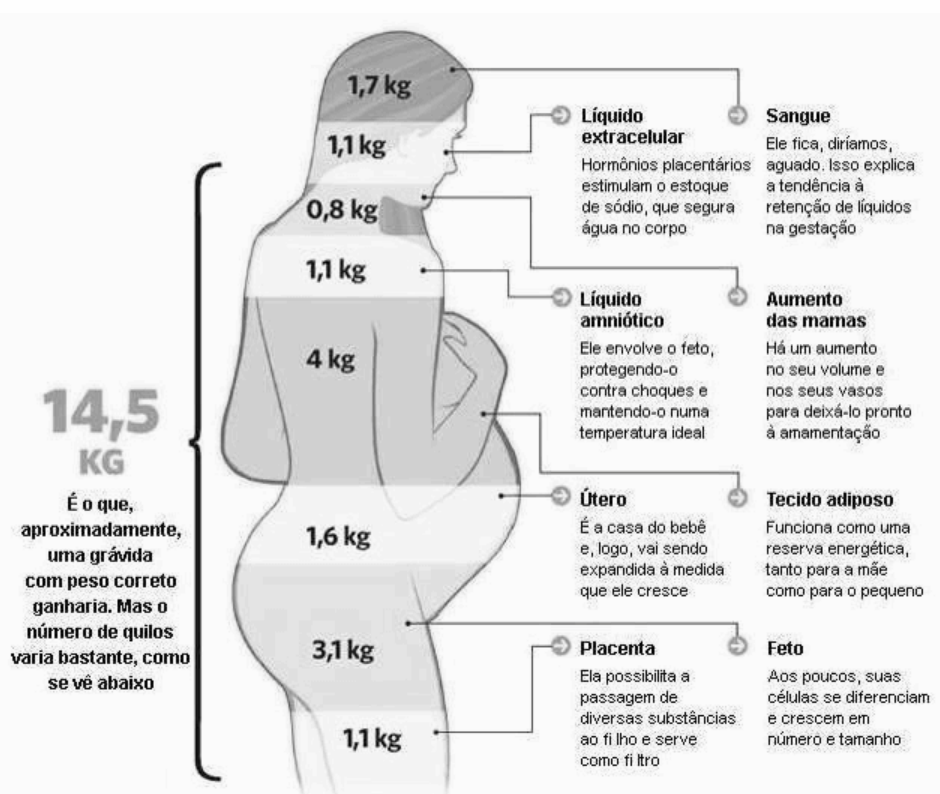 1,7 kg
1,1 kg
0,8 kg
1,1 kg
4 kg
1,6 kg
3,1 kg
1,1 kg
14,5
KG
É o que,
aproximadamente,
uma grávida
com peso correto
ganharia. Mas o
número de quilos
varia bastante, como
se vê abaixo
Líquido
extracelular
Hormônios placentários
estimulam o estoque
de sódio, que segura
água no corpo
Sangue
Ele fica, diríamos,
aguado. Isso explica
a tendência à
retenção de líquidos
na gestação
Líquido
amniótico
Ele envolve o feto,
protegendo-o
contra choques e
mantendo-o numa
temperatura ideal
Aumento
das mamas
Há um aumento
no seu volume e
nos seus vasos
para deixá-lo pronto
à amamentação
Útero
É a casa do bebê
e, logo, vai sendo
expandida à medida
que ele cresce
Tecido adiposo
Funciona como uma
reserva energética,
tanto para a mãe
como para o pequeno
Placenta
Ela possibilita a
passagem de
diversas substâncias
ao fi lho e serve
como fi ltro
Feto
Aos poucos, suas
células se diferenciam
e crescem em
número e tamanho